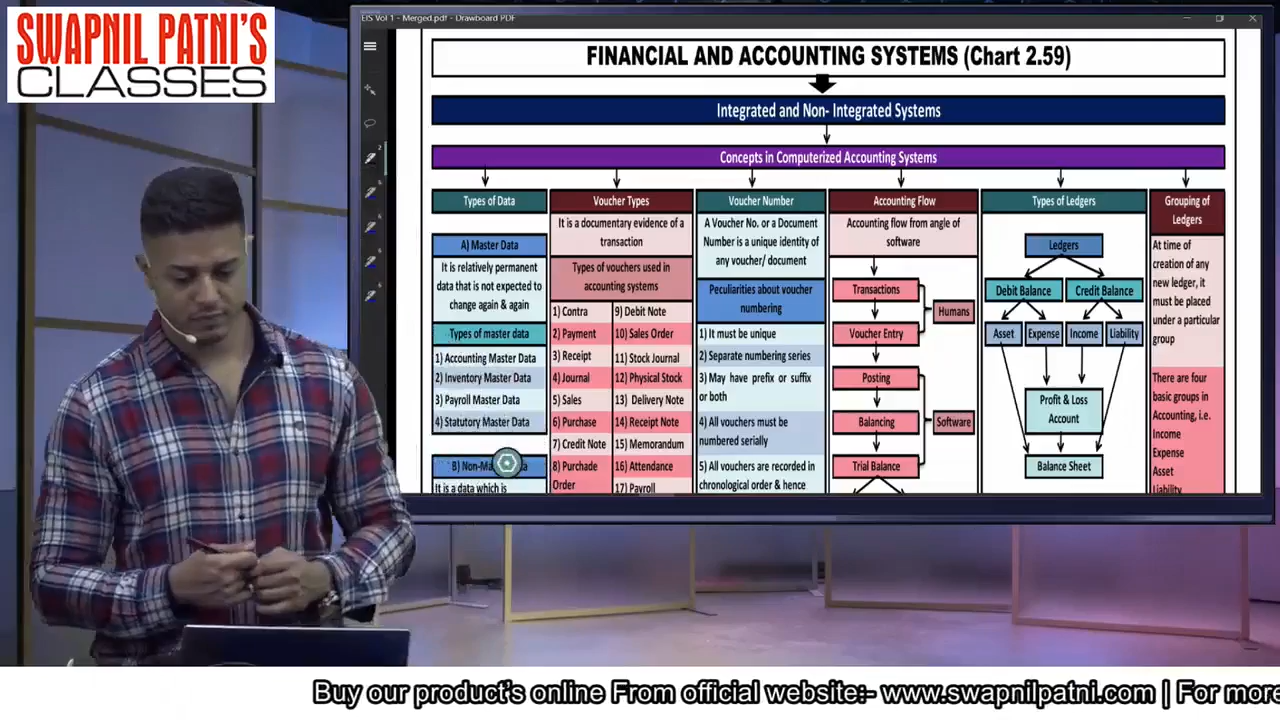 SWAPNIL PATNI'S
CLASSES
EIS Vol 1 - Merged.pdf - Drawboard PDF
FINANCIAL AND ACCOUNTING SYSTEMS (Chart 2.59)
Integrated and Non- Integrated Systems
Concepts in Computerized Accounting Systems
Types of Data
A) Master Data
It is relatively permanent
data that is not expected to
change again & again
Types of master data
1) Accounting Master Data
2) Inventory Master Data
3) Payroll Master Data
4) Statutory Master Data
B) Non-Ma
It is a data which is
Voucher Types
It is a documentary evidence of a
transaction
Types of vouchers used in
accounting systems
1) Contra
2) Payment
3) Receipt
4) Journal
5) Sales
6) Purchase
7) Credit Note
8) Purchade
Order
9) Debit Note
10) Sales Order
11) Stock Journal
12) Physical Stock
13) Delivery Note
14) Receipt Note
15) Memorandum
16) Attendance
17) Payroll
Voucher Number
A Voucher No. or a Document
Number is a unique identity of
any voucher/ document
Peculiarities about voucher
numbering
1) It must be unique
2) Separate numbering series
3) May have prefix or suffix
or both
4) All vouchers must be
numbered serially
5) All vouchers are recorded in
chronological order & hence
Accounting Flow
Accounting flow from angle of
software
Transactions
Humans
Voucher Entry
Posting
Balancing
Software
Trial Balance
Types of Ledgers
Ledgers
Debit Balance
Credit Balance
Asset
Expense
Income
Liability
Profit & Loss
Account
Balance Sheet
Grouping of
Ledgers
At time of
creation of any
new ledger, it
must be placed
under a particular
group
There are four
basic groups in
Accounting, i.e.
Income
Expense
Asset
Liability
Buy our product's online From official website:- www.swapnilpatni.com | For more